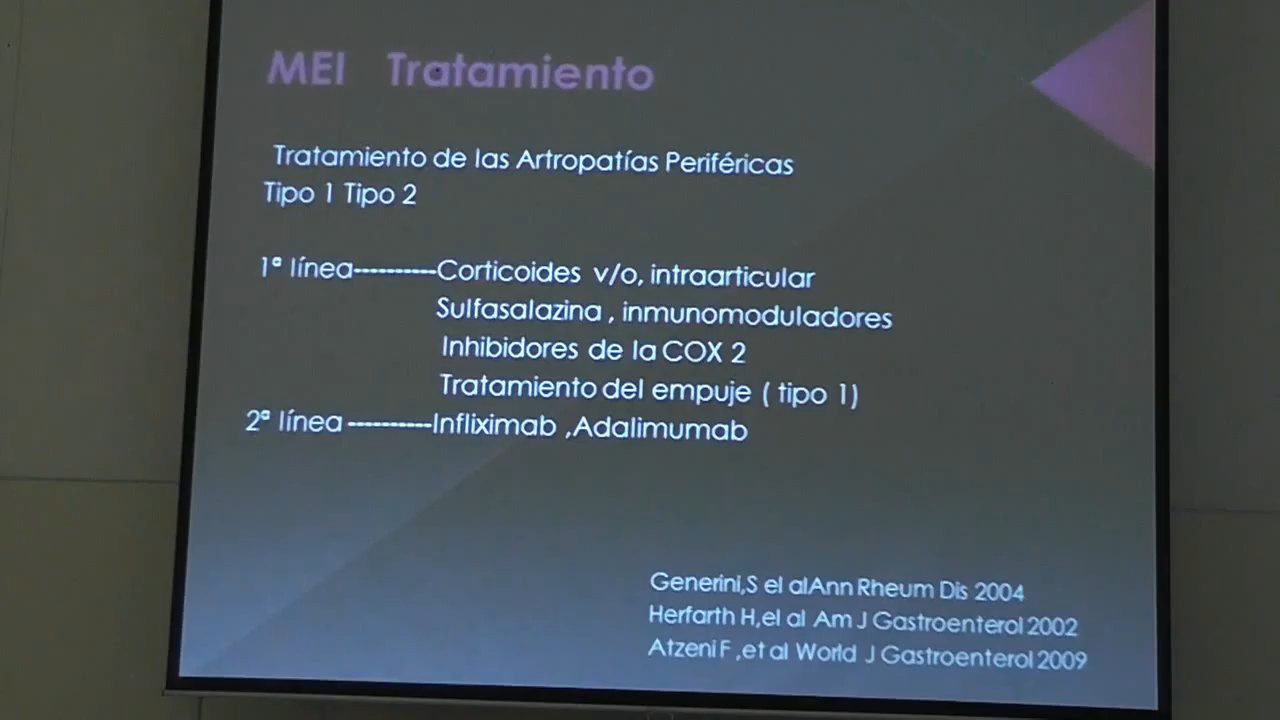 MEI Tratamiento
Tratamiento de las Artropatías Periféricas
Tipo 1 Tipo 2
1ª línea----------Corticoides v/o, intraarticular
Sulfasalazina , inmunomoduladores
Inhibidores de la COX 2
Tratamiento del empuje ( tipo 1)
2ª línea ----------Infliximab ,Adalimumab
Generini,S el alAnn Rheum Dis 2004
Herfarth H,el al Am J Gastroenterol 2002
Atzeni F ,et al World J Gastroenterol 2009